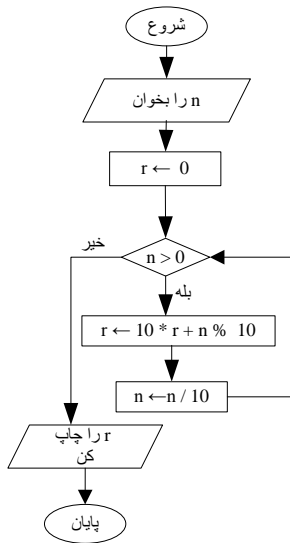 شروع
n را بخوان
r ← 0
n > 0
خیر
بله
r ← 10 * r + n % 10
n ←n / 10
r را چاپ
کن
پایان